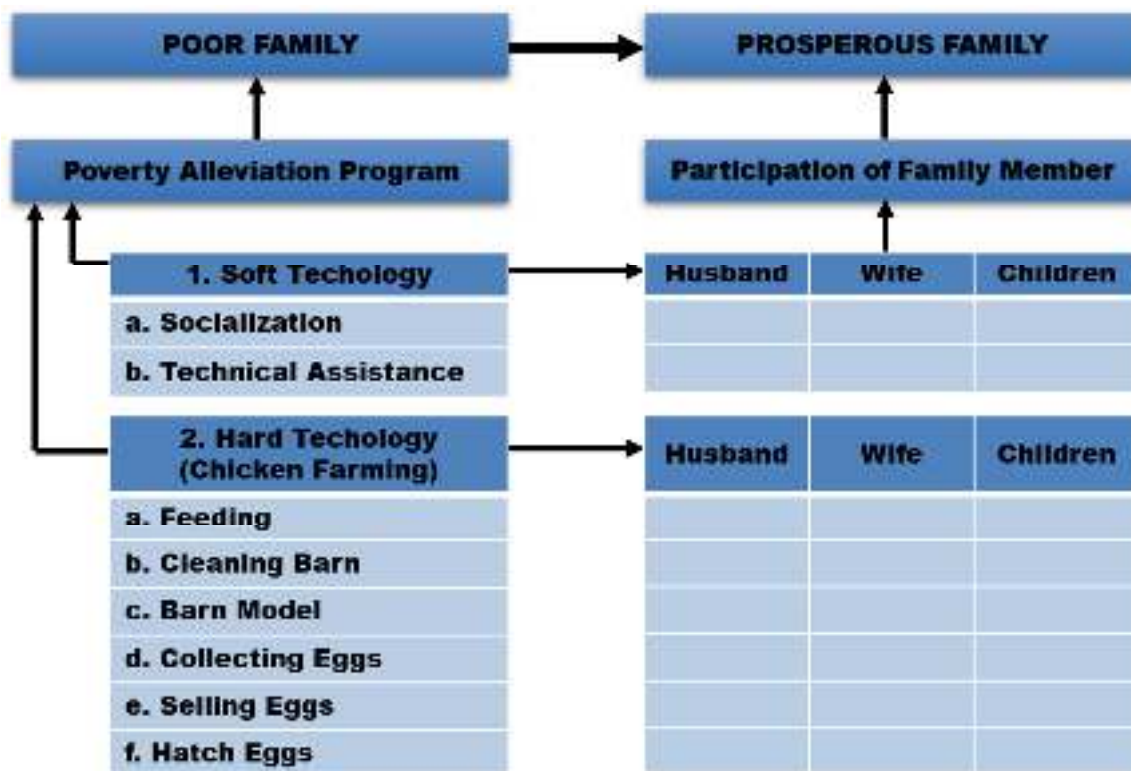 POOR FAMILY
PROSPEROUS FAMILY
Poverty Alleviation Program
Participation of Family Member
1. Soft Techology
Husband
Wife
Children
a. Socialization
b. Technical Assistance
2. Hard Techology
(Chicken Farming)
Husband
Wife
Children
a. Feeding
b. Cleaning Barn
c. Barn Model
d. Collecting Eggs
e. Selling Eggs
f. Hatch Eggs